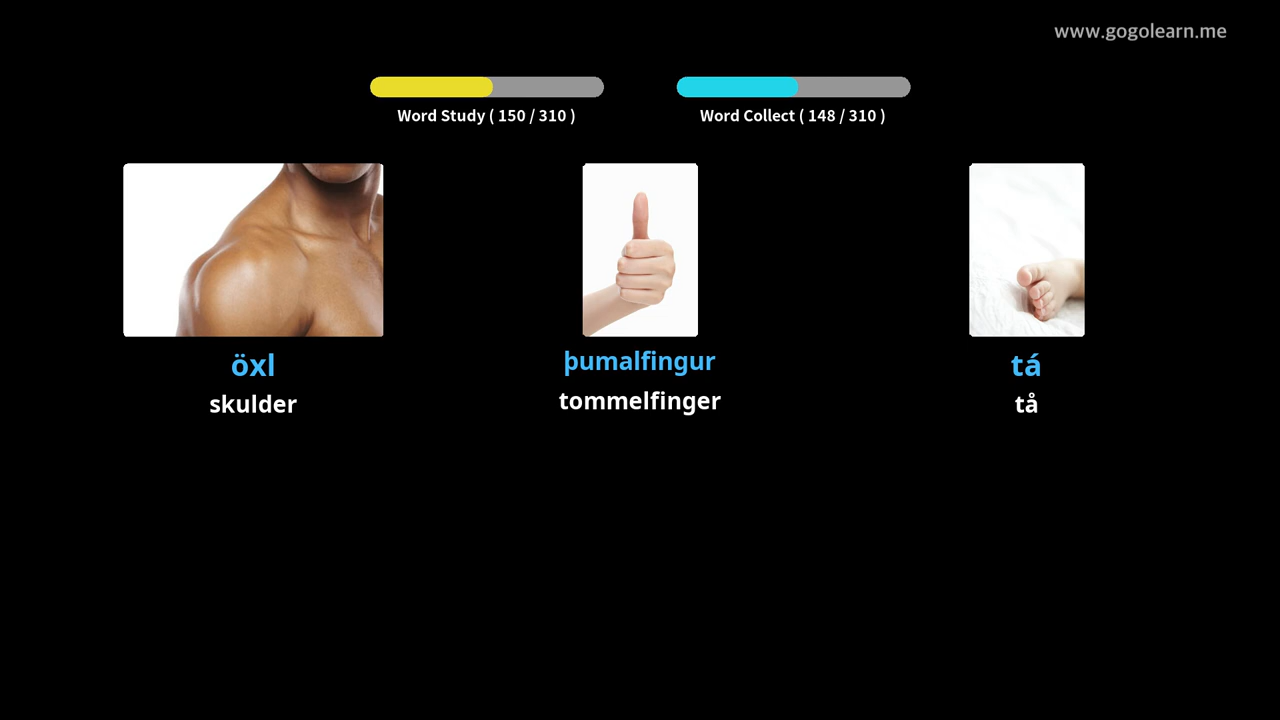 www.gogolearn.me
Word Study ( 150 / 310 )
Word Collect ( 148 / 310 )
öxl
skulder
þumalfingur
tommelfinger
tá
tå